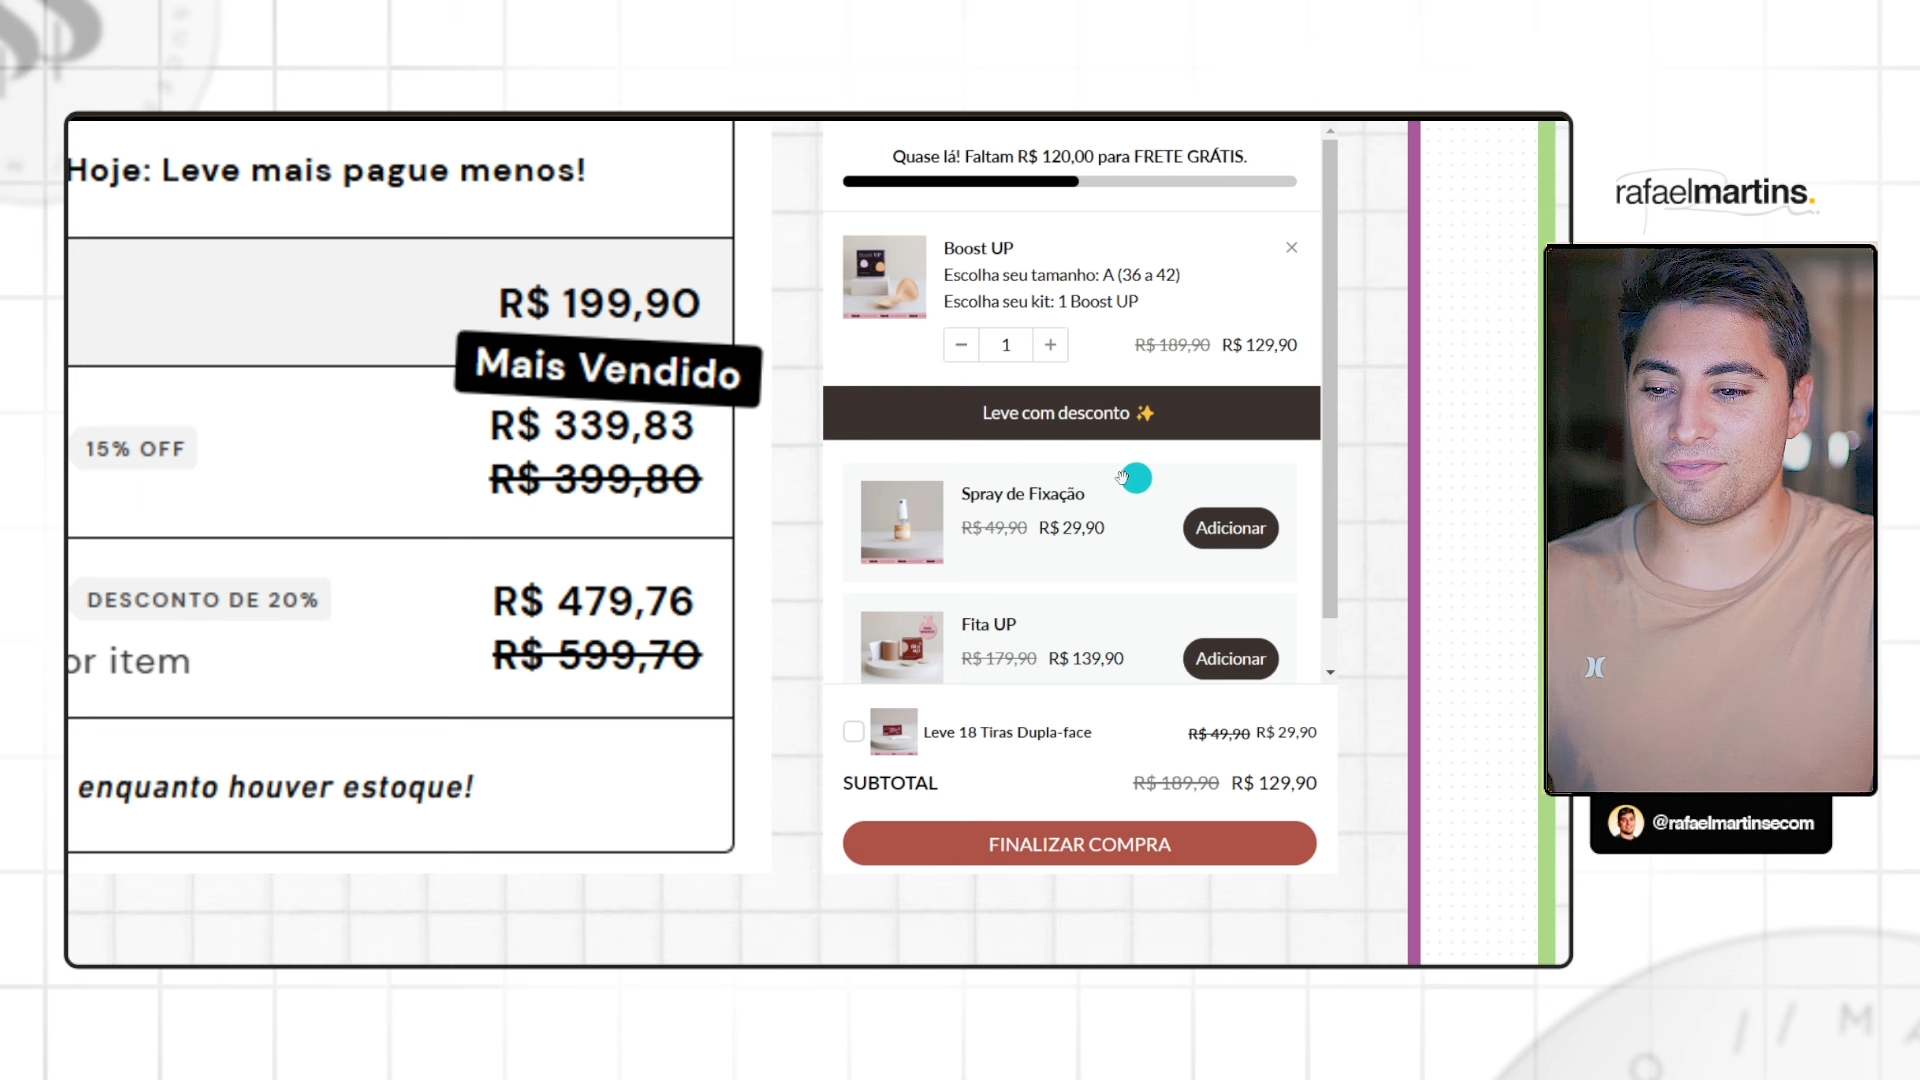 Hoje: Leve mais pague menos!
R$ 199,90
Mais Vendido
15% OFF
R$ 339,83
R$ 399,80
DESCONTO DE 20%
R$ 479,76
or item
R$ 599,70
enquanto houver estoque!
Quase lá! Faltam R$ 120,00 para FRETE GRÁTIS.
Boost UP
Escolha seu tamanho: A (36 a 42)
Escolha seu kit: 1 Boost UP
1
R$ 189,90 R$ 129,90
Leve com desconto ✨
Spray de Fixação
R$ 49,90 R$ 29,90
Adicionar
Fita UP
R$ 179,90 R$ 139,90
Adicionar
Leve 18 Tiras Dupla-face
R$ 49,90 R$ 29,90
SUBTOTAL
R$ 189,90 R$ 129,90
FINALIZAR COMPRA
rafaelmartins.
@rafaelmartinsecom